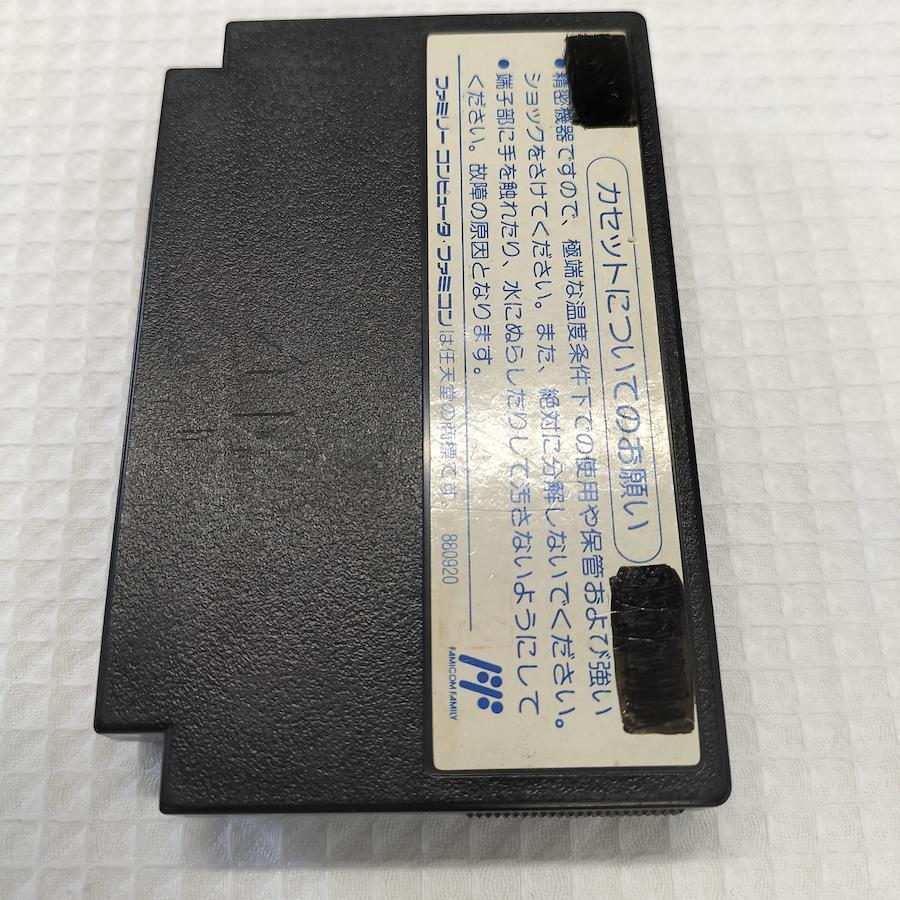 カセットについてのお願い
●精密機器ですので、極端な温度条件下での使用や保管および強い
ショックをさけてください。また、絶対に分解しないでください。
●端子部に手を触れたり、水にぬらしたりして汚さないようにして
ください。故障の原因となります。
ファミリーコンピュータ・ファミコンは任天堂の商標です。 880920
FAMICOM FAMILY